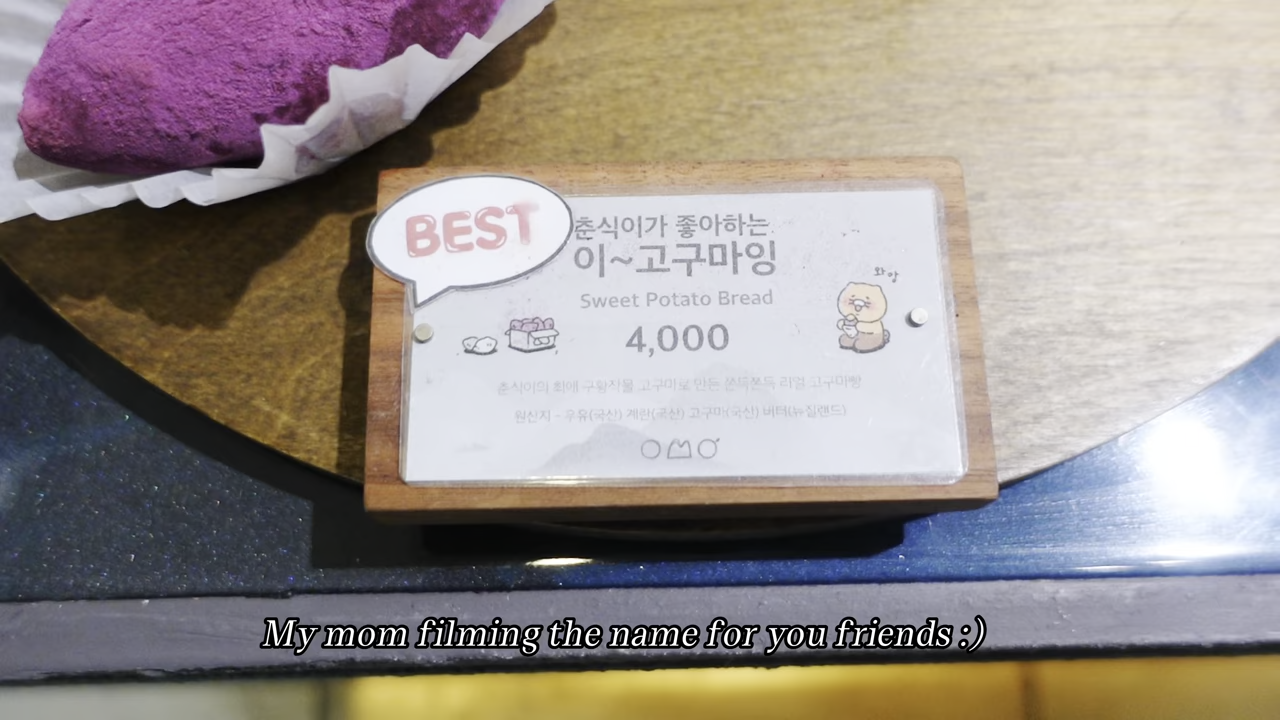 BEST
춘식이가 좋아하는
이~고구마잉
Sweet Potato Bread
4,000
와앙
춘식이의 최애 구황작물 고구마로 만든 쫀득쫀득 리얼 고구마빵
원산지 - 우유(국산) 계란(국산) 고구마(국산) 버터(뉴질랜드)
My mom filming the name for you friends :)